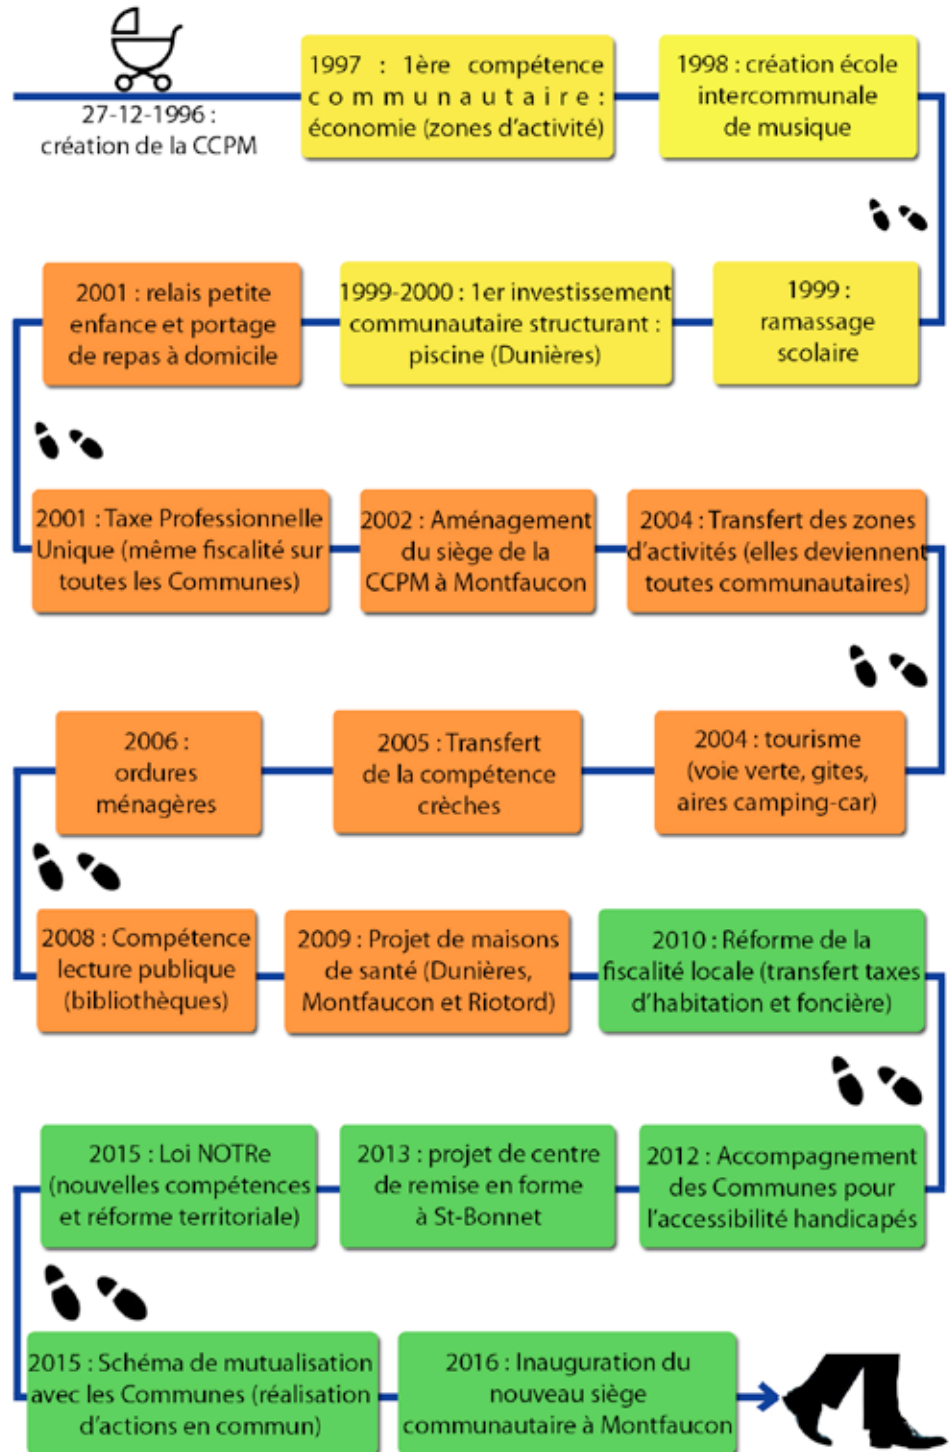 27-12-1996 :
création de la CCPM
1997 : 1ère compétence
communautaire :
économie (zones d'activité)
1998 : création école
intercommunale
de musique
1999 :
ramassage
scolaire
1999-2000 : 1er investissement
communautaire structurant :
piscine (Dunières)
2001 : relais petite
enfance et portage
de repas à domicile
2001 : Taxe Professionnelle
Unique (même fiscalité sur
toutes les Communes)
2002 : Aménagement
du siège de la
CCPM à Montfaucon
2004 : Transfert des zones
d'activités (elles deviennent
toutes communautaires)
2004 : tourisme
(voie verte, gites,
aires camping-car)
2005 : Transfert
de la compétence
crèches
2006 :
ordures
ménagères
2008 : Compétence
lecture publique
(bibliothèques)
2009 : Projet de maisons
de santé (Dunières,
Montfaucon et Riotord)
2010 : Réforme de la
fiscalité locale (transfert taxes
d'habitation et foncière)
2012 : Accompagnement
des Communes pour
l'accessibilité handicapés
2013 : projet de centre
de remise en forme
à St-Bonnet
2015 : Loi NOTRe
(nouvelles compétences
et réforme territoriale)
2015 : Schéma de mutualisation
avec les Communes (réalisation
d'actions en commun)
2016 : Inauguration du
nouveau siège
communautaire à Montfaucon